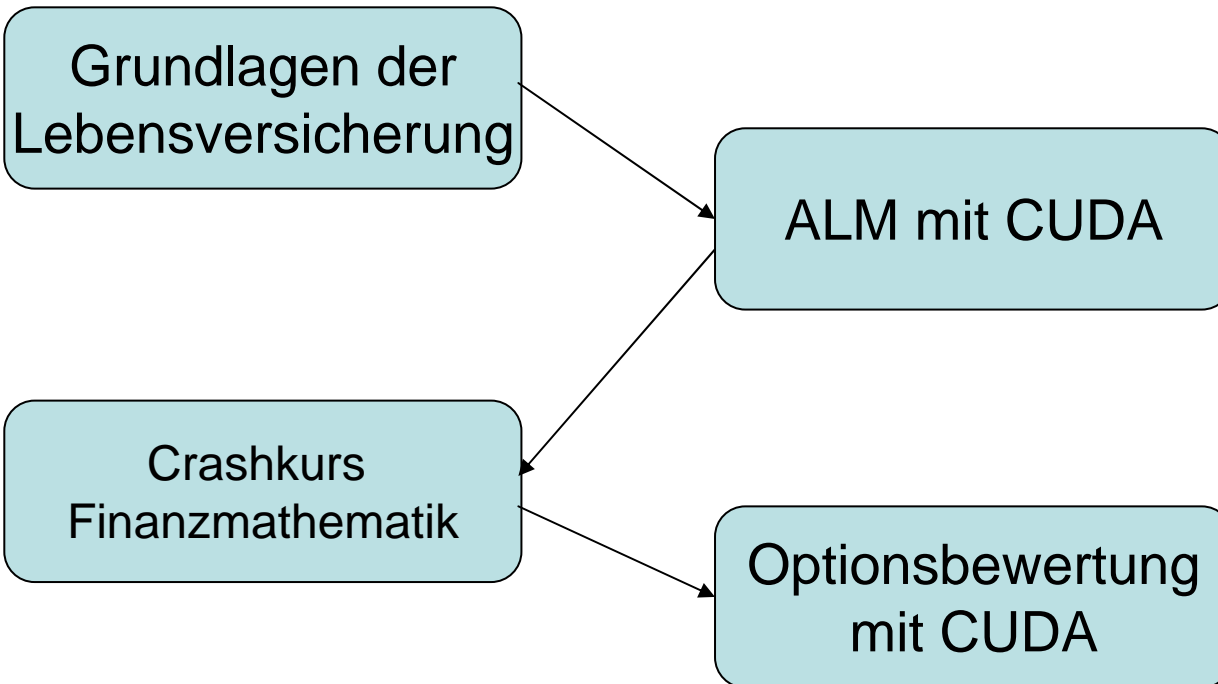 Grundlagen der
Lebensversicherung
ALM mit CUDA
Crashkurs
Finanzmathematik
Optionsbewertung
mit CUDA